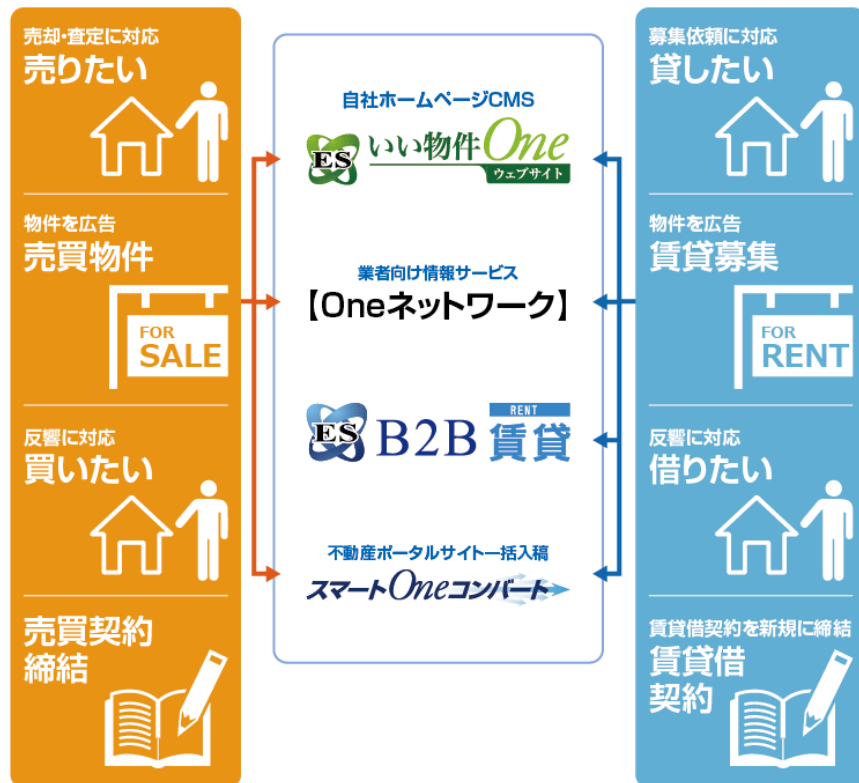 売却・査定に対応
売りたい
物件を広告
売買物件
FOR
SALE
反響に対応
買いたい
売買契約
締結
自社ホームページCMS
ES いい物件One
ウェブサイト
業者向け情報サービス
【Oneネットワーク】
ES B2B RENT 賃貸
不動産ポータルサイト一括入稿
スマートOneコンバート
募集依頼に対応
貸したい
物件を広告
賃貸募集
FOR
RENT
反響に対応
借りたい
賃貸借契約を新規に締結
賃貸借
契約